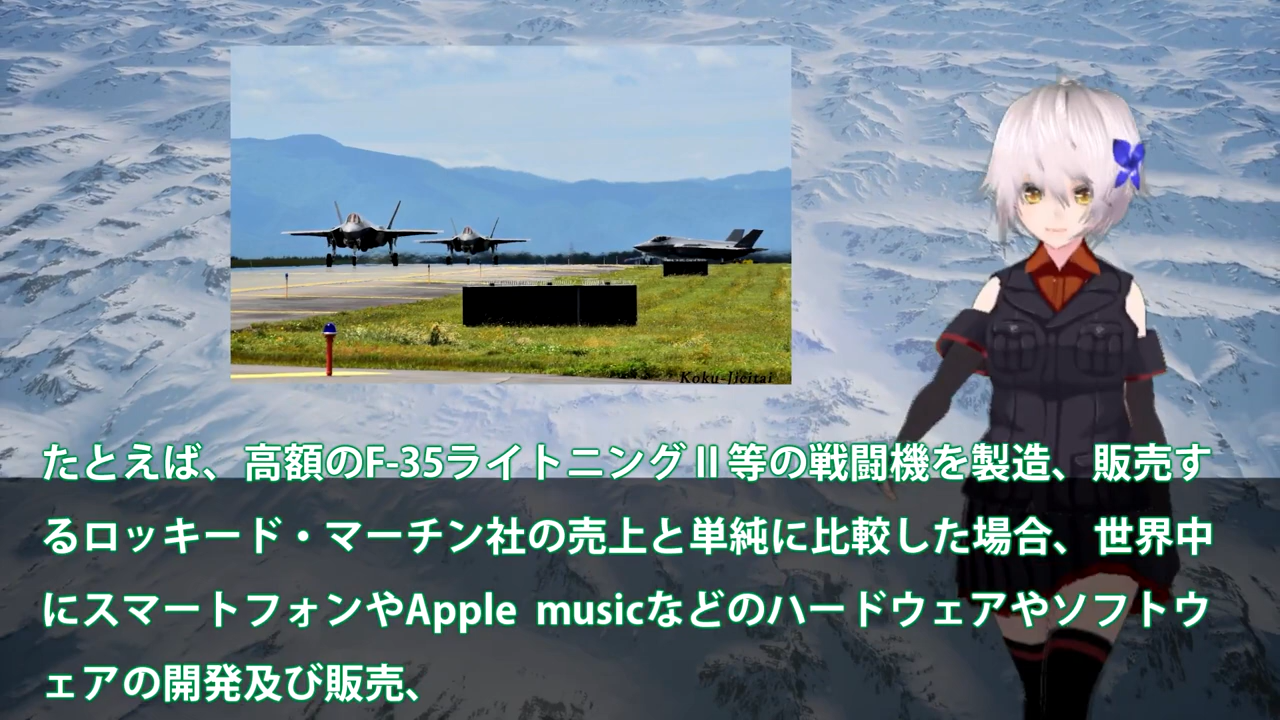 Koku-Jieitai
たとえば、高額のF-35ライトニングⅡ等の戦闘機を製造、販売す
るロッキード・マーチン社の売上と単純に比較した場合、世界中
にスマートフォンやApple musicなどのハードウェアやソフトウ
ェアの開発及び販売、